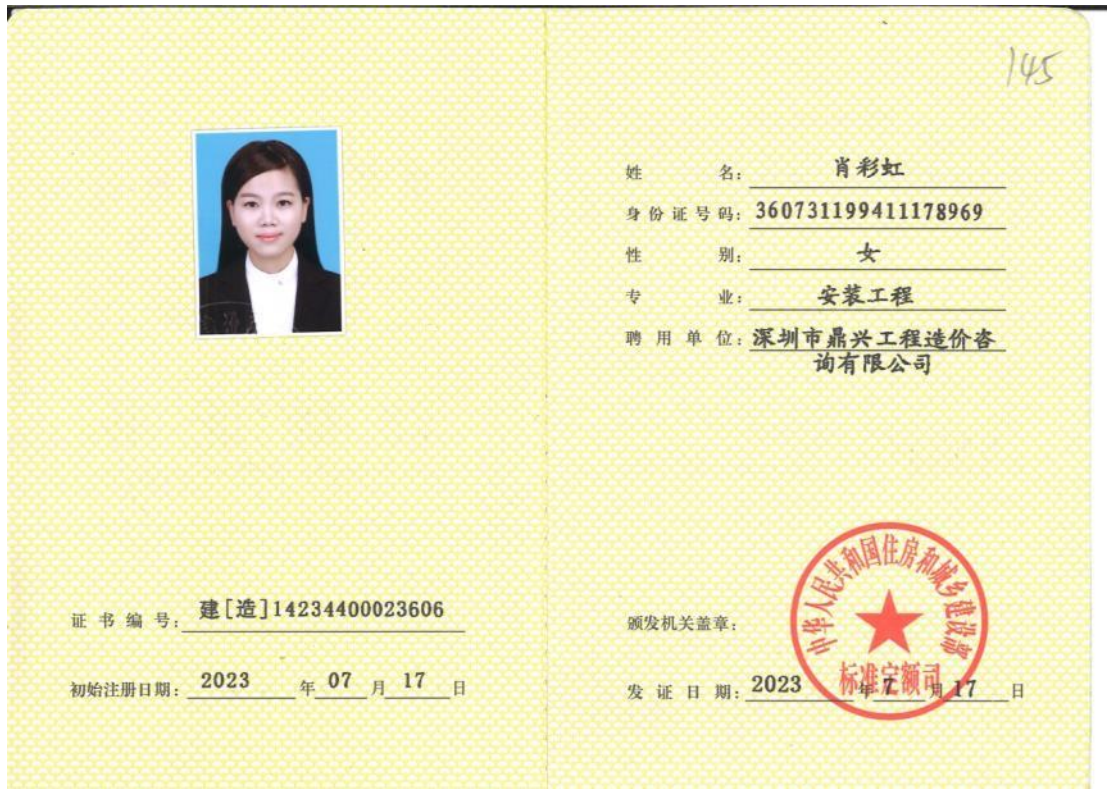 145
姓 名：肖彩虹
身份证号码：360731199411178969
性 别：女
专 业：安装工程
聘用单位：深圳市鼎兴工程造价咨
询有限公司
证书编号：建[造]14234400023606
初始注册日期：2023 年 07 月 17 日
颁发机关盖章：
中华人民共和国住房和城乡建设部
标准定额司
发证日期：2023 年 7 月 17 日